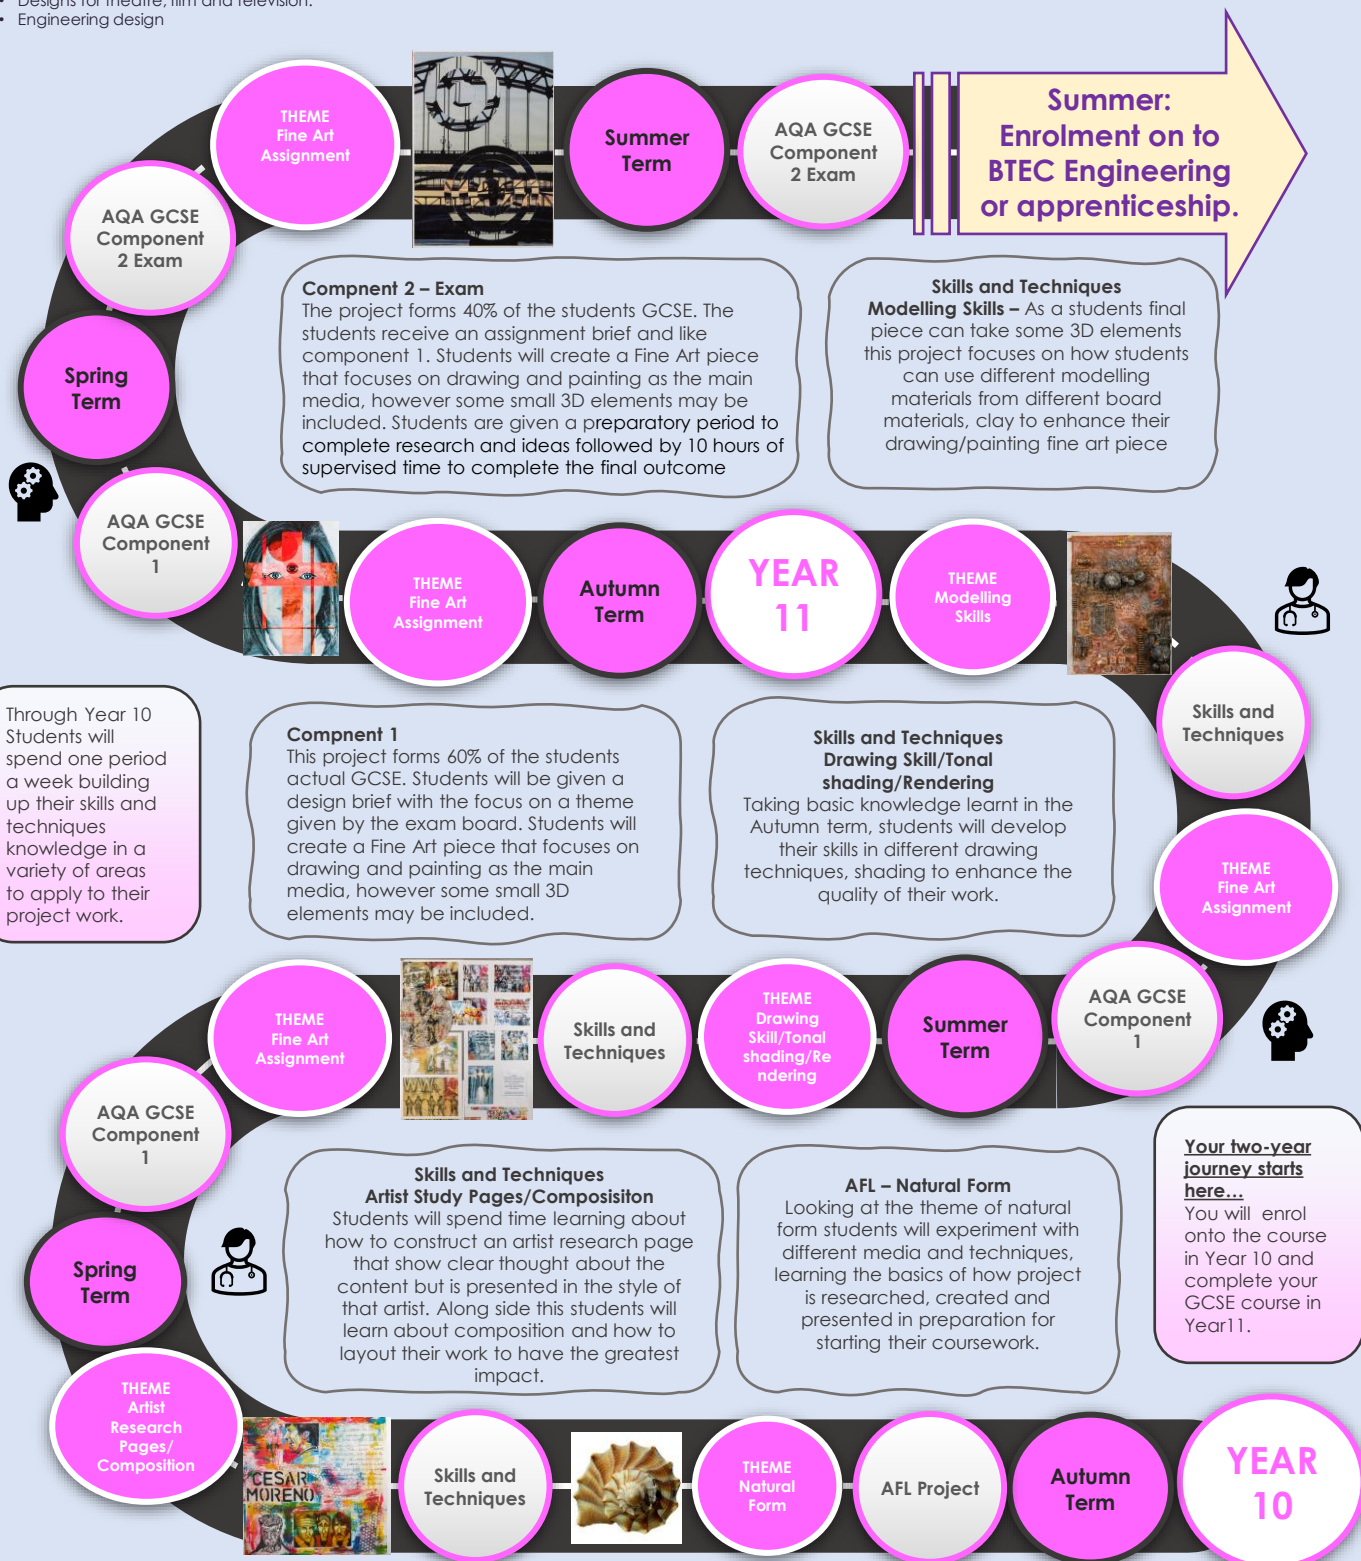 • Designs for theatre, film and television.
• Engineering design
THEME
Fine Art
Assignment
Summer
Term
AQA GCSE
Component
2 Exam
Summer:
Enrolment on to
BTEC Engineering
or apprenticeship.
AQA GCSE
Component
2 Exam
Compnent 2 – Exam
The project forms 40% of the students GCSE. The
students receive an assignment brief and like
component 1. Students will create a Fine Art piece
that focuses on drawing and painting as the main
media, however some small 3D elements may be
included. Students are given a preparatory period to
complete research and ideas followed by 10 hours of
supervised time to complete the final outcome
Skills and Techniques
Modelling Skills – As a students final
piece can take some 3D elements
this project focuses on how students
can use different modelling
materials from different board
materials, clay to enhance their
drawing/painting fine art piece
Spring
Term
AQA GCSE
Component
1
THEME
Fine Art
Assignment
Autumn
Term
YEAR
11
THEME
Modelling
Skills
Skills and
Techniques
Through Year 10
Students will
spend one period
a week building
up their skills and
techniques
knowledge in a
variety of areas
to apply to their
project work.
Compnent 1
This project forms 60% of the students
actual GCSE. Students will be given a
design brief with the focus on a theme
given by the exam board. Students will
create a Fine Art piece that focuses on
drawing and painting as the main
media, however some small 3D
elements may be included.
Skills and Techniques
Drawing Skill/Tonal
shading/Rendering
Taking basic knowledge learnt in the
Autumn term, students will develop
their skills in different drawing
techniques, shading to enhance the
quality of their work.
THEME
Fine Art
Assignment
THEME
Fine Art
Assignment
Skills and
Techniques
THEME
Drawing
Skill/Tonal
shading/Re
ndering
Summer
Term
AQA GCSE
Component
1
AQA GCSE
Component
1
Skills and Techniques
Artist Study Pages/Composisiton
Students will spend time learning about
how to construct an artist research page
that show clear thought about the
content but is presented in the style of
that artist. Along side this students will
learn about composition and how to
layout their work to have the greatest
impact.
AFL – Natural Form
Looking at the theme of natural
form students will experiment with
different media and techniques,
learning the basics of how project
is researched, created and
presented in preparation for
starting their coursework.
Your two-year
journey starts
here…
You will enrol
onto the course
in Year 10 and
complete your
GCSE course in
Year11.
Spring
Term
THEME
Artist
Research
Pages/
Composition
CESAR
MORENO
Skills and
Techniques
THEME
Natural
Form
AFL Project
Autumn
Term
YEAR
10